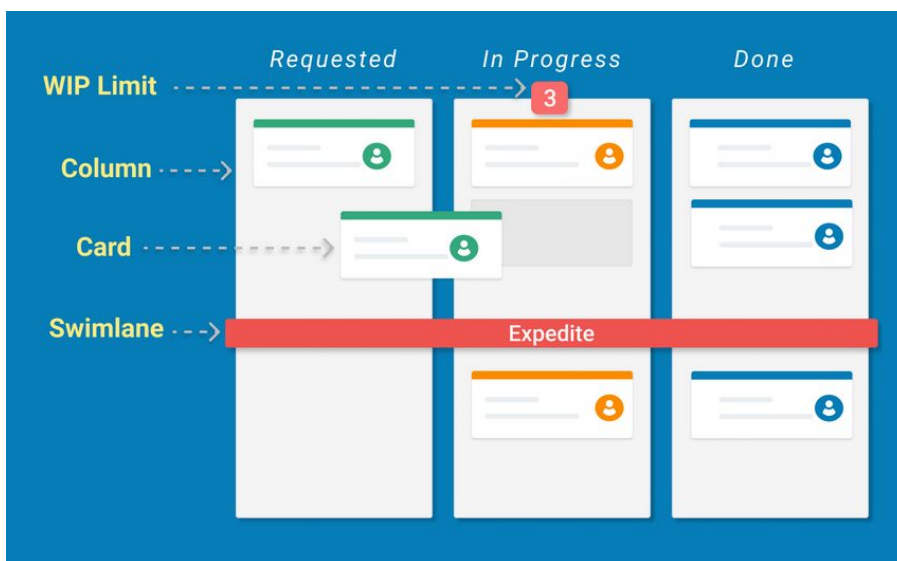 Requested
In Progress
Done
WIP Limit
3
Column
Card
Swimlane
Expedite